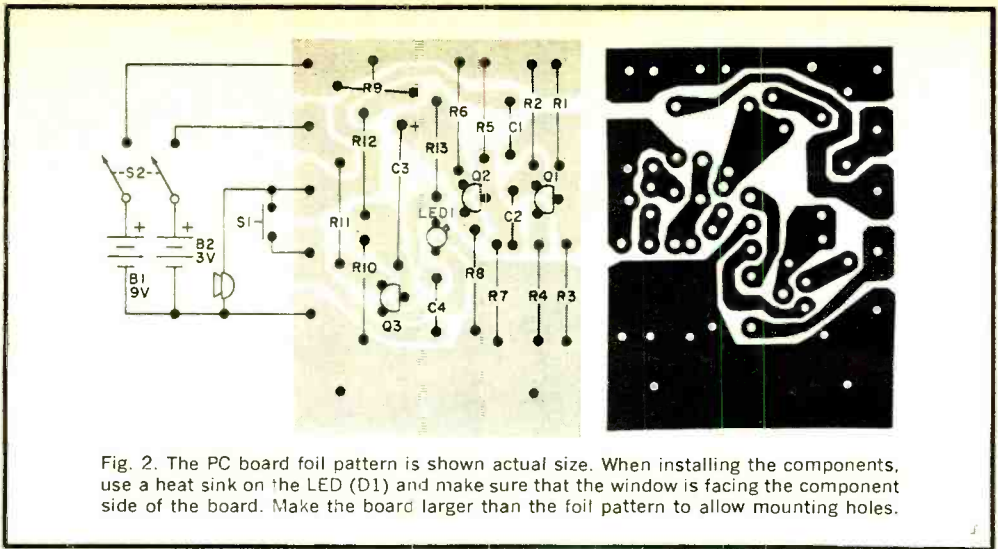 R9
R6
R5
R2
R1
C1
R12
+
R13
C3
Q2
Q1
S2
LED1
C2
S1
R11
+
+
B2
3V
B1
9V
R10
R8
R7
R4
R3
C4
Q3
Fig. 2. The PC board foil pattern is shown actual size. When installing the components,
use a heat sink on the LED (D1) and make sure that the window is facing the component
side of the board. Make the board larger than the foil pattern to allow mounting holes.